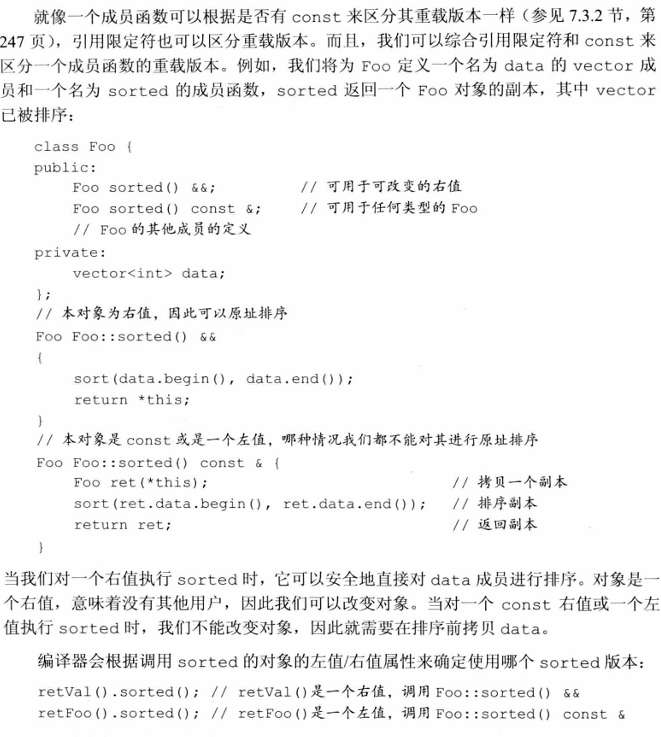 就像一个成员函数可以根据是否有 const 来区分其重载版本一样（参见 7.3.2 节，第
247 页），引用限定符也可以区分重载版本。而且，我们可以综合引用限定符和 const 来
区分一个成员函数的重载版本。例如，我们将为 Foo 定义一个名为 data 的 vector 成
员和一个名为 sorted 的成员函数，sorted 返回一个 Foo 对象的副本，其中 vector
已被排序：
class Foo {
public:
    Foo sorted() &&;          // 可用于可改变的右值
    Foo sorted() const &;     // 可用于任何类型的 Foo
    // Foo 的其他成员的定义
private:
    vector<int> data;
};
// 本对象为右值，因此可以原址排序
Foo Foo::sorted() &&
{
    sort(data.begin(), data.end());
    return *this;
}
// 本对象是 const 或是一个左值，哪种情况我们都不能对其进行原址排序
Foo Foo::sorted() const & {
    Foo ret(*this);                         // 拷贝一个副本
    sort(ret.data.begin(), ret.data.end());   // 排序副本
    return ret;                             // 返回副本
}
当我们对一个右值执行 sorted 时，它可以安全地直接对 data 成员进行排序。对象是一
个右值，意味着没有其他用户，因此我们可以改变对象。当对一个 const 右值或一个左
值执行 sorted 时，我们不能改变对象，因此就需要在排序前拷贝 data。
编译器会根据调用 sorted 的对象的左值/右值属性来确定使用哪个 sorted 版本：
retVal().sorted(); // retVal()是一个右值，调用 Foo::sorted() &&
retFoo().sorted(); // retFoo()是一个左值，调用 Foo::sorted() const &